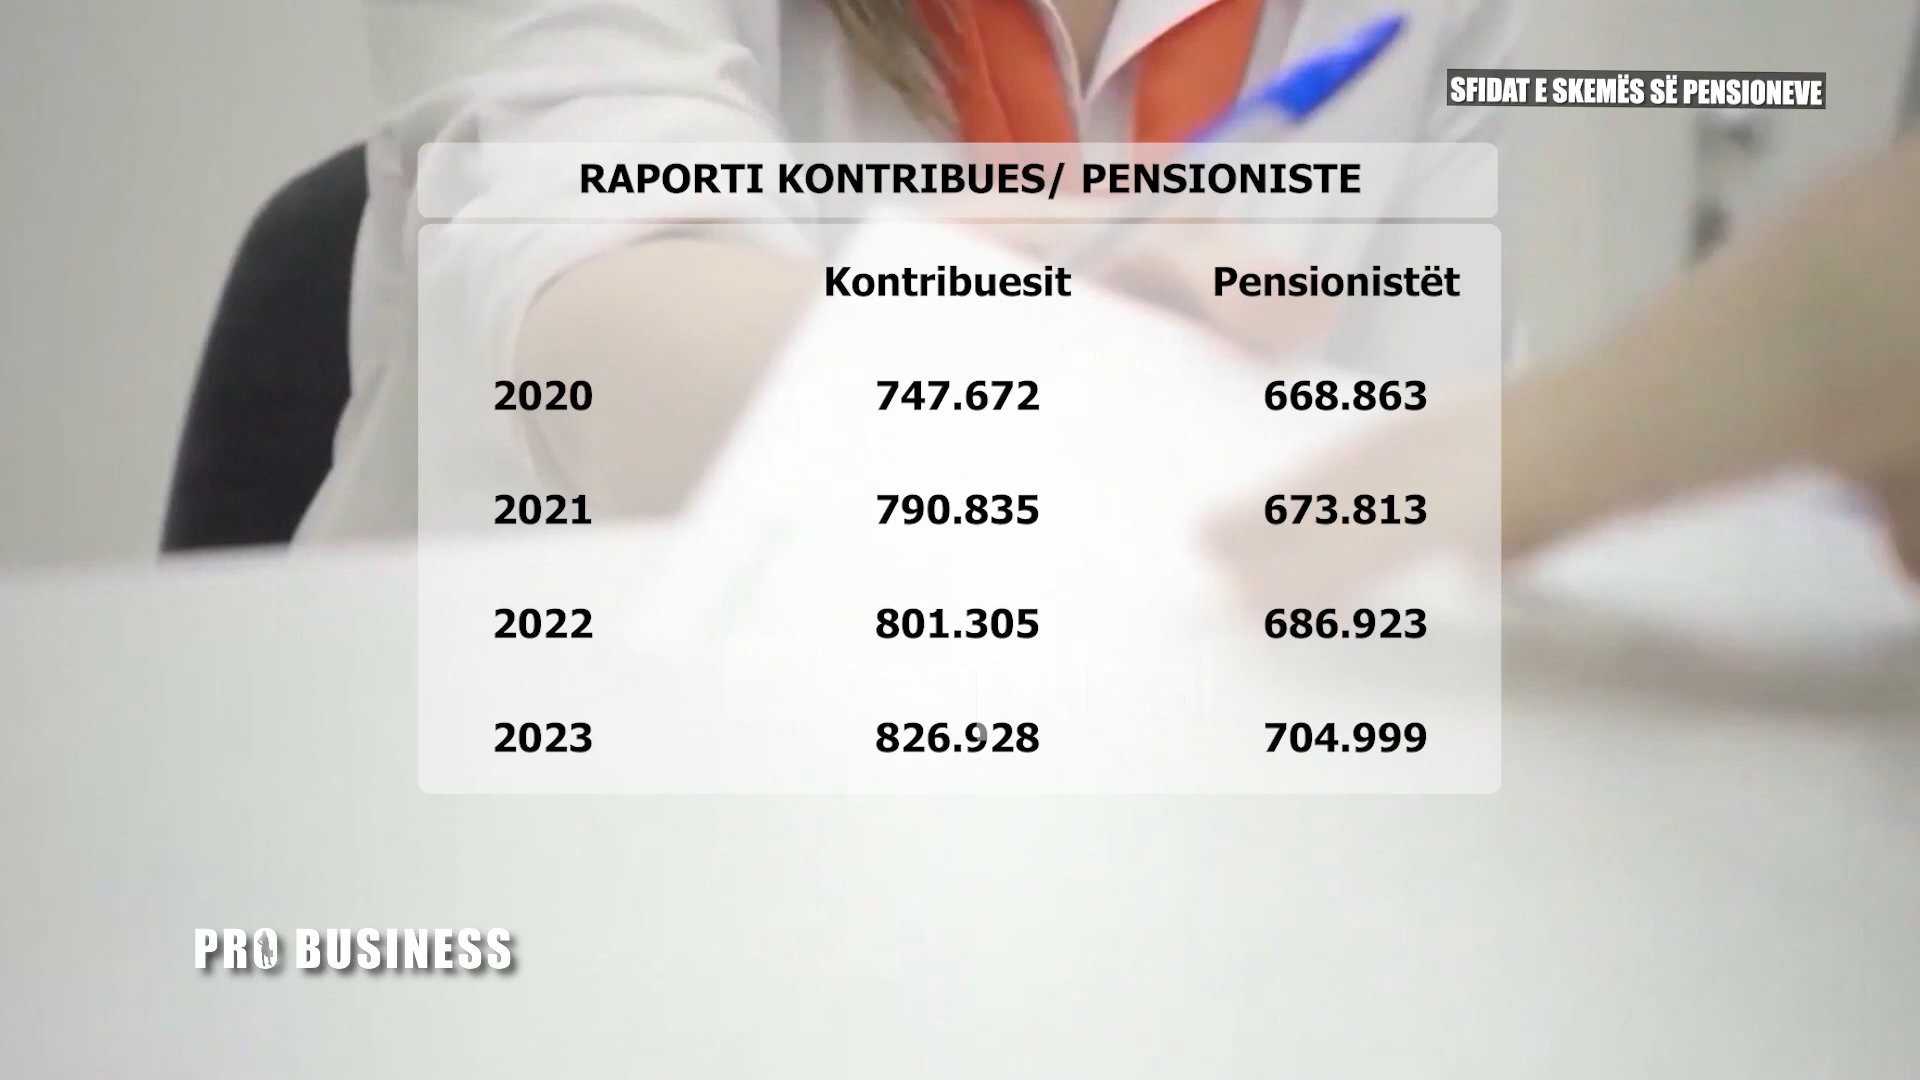 SFIDAT E SKEMËS SË PENSIONEVE
RAPORTI KONTRIBUES/ PENSIONISTE
Kontribuesit Pensionistët
2020 747.672 668.863
2021 790.835 673.813
2022 801.305 686.923
2023 826.928 704.999
PRO BUSINESS